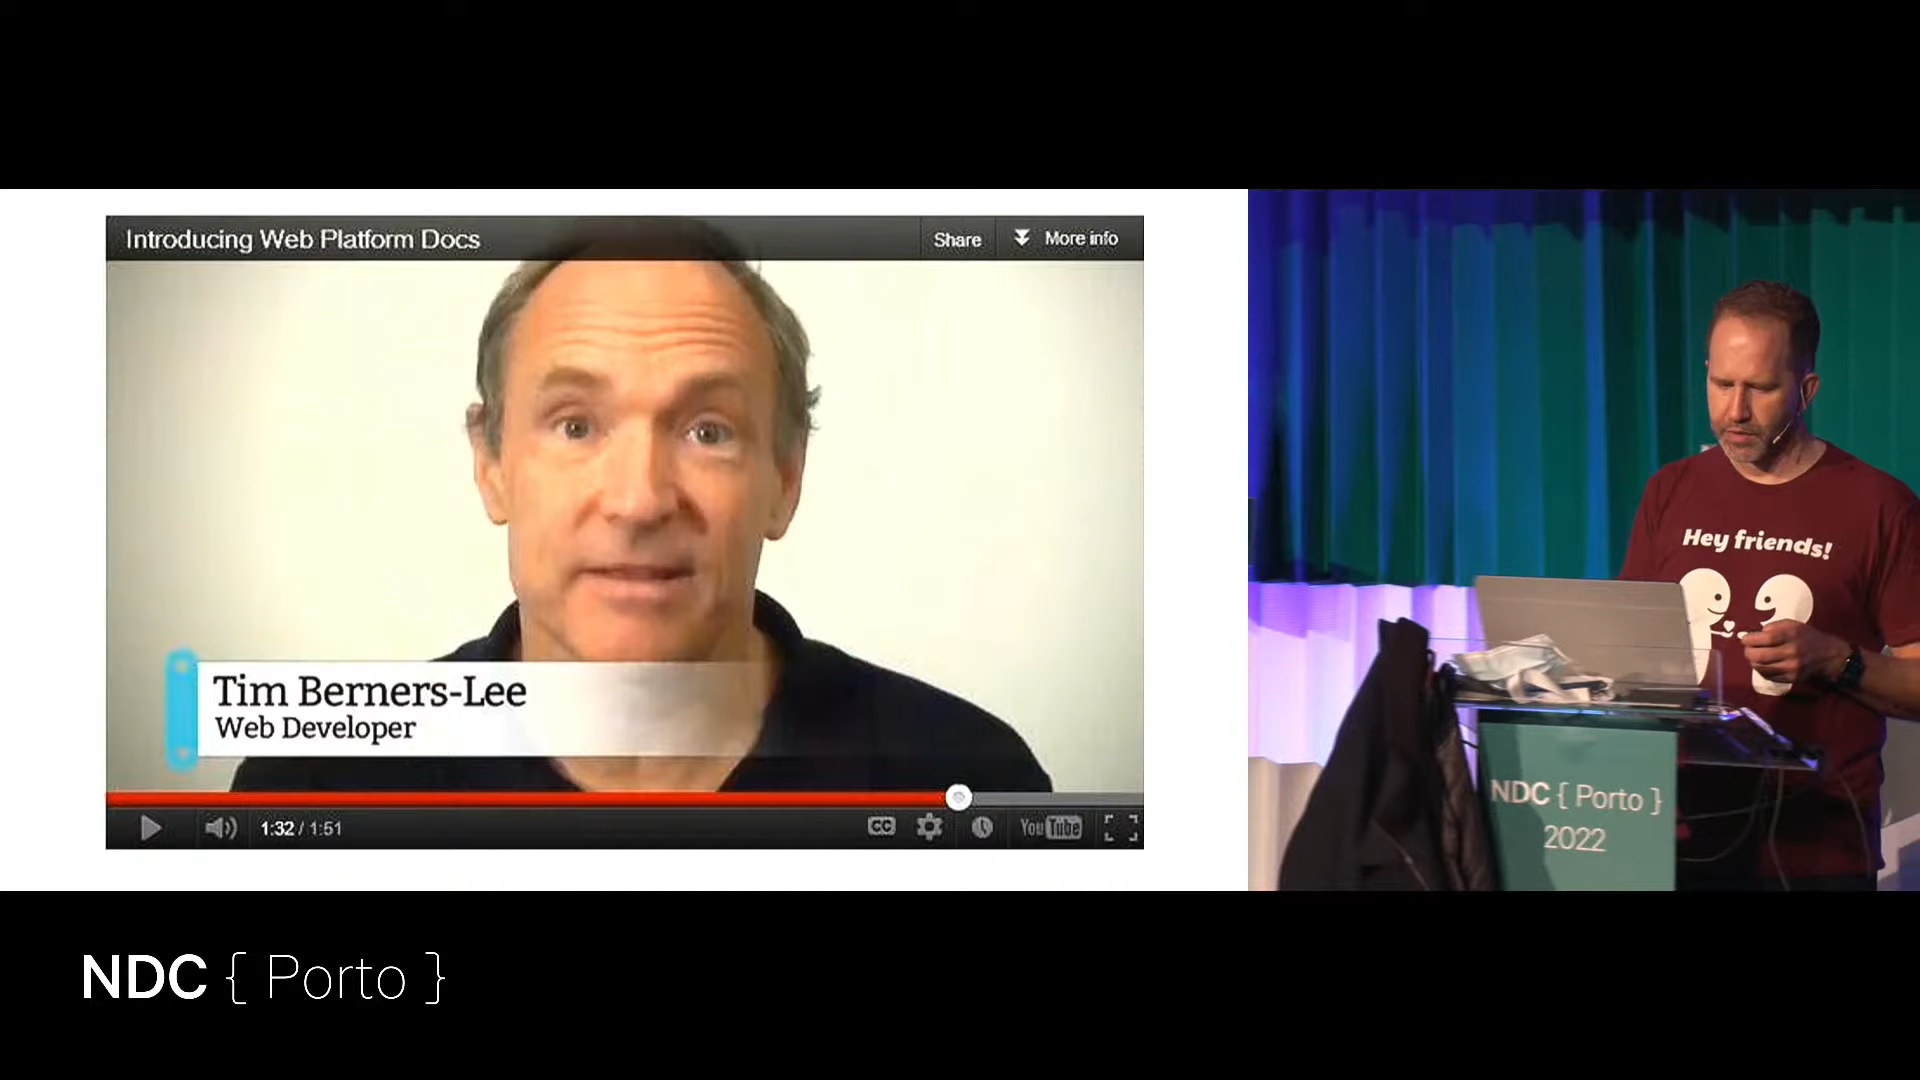 Introducing Web Platform Docs
Share
More info
Tim Berners-Lee
Web Developer
1:32 / 1:51
CC
YouTube
Hey friends!
NDC { Porto }
2022
NDC { Porto }